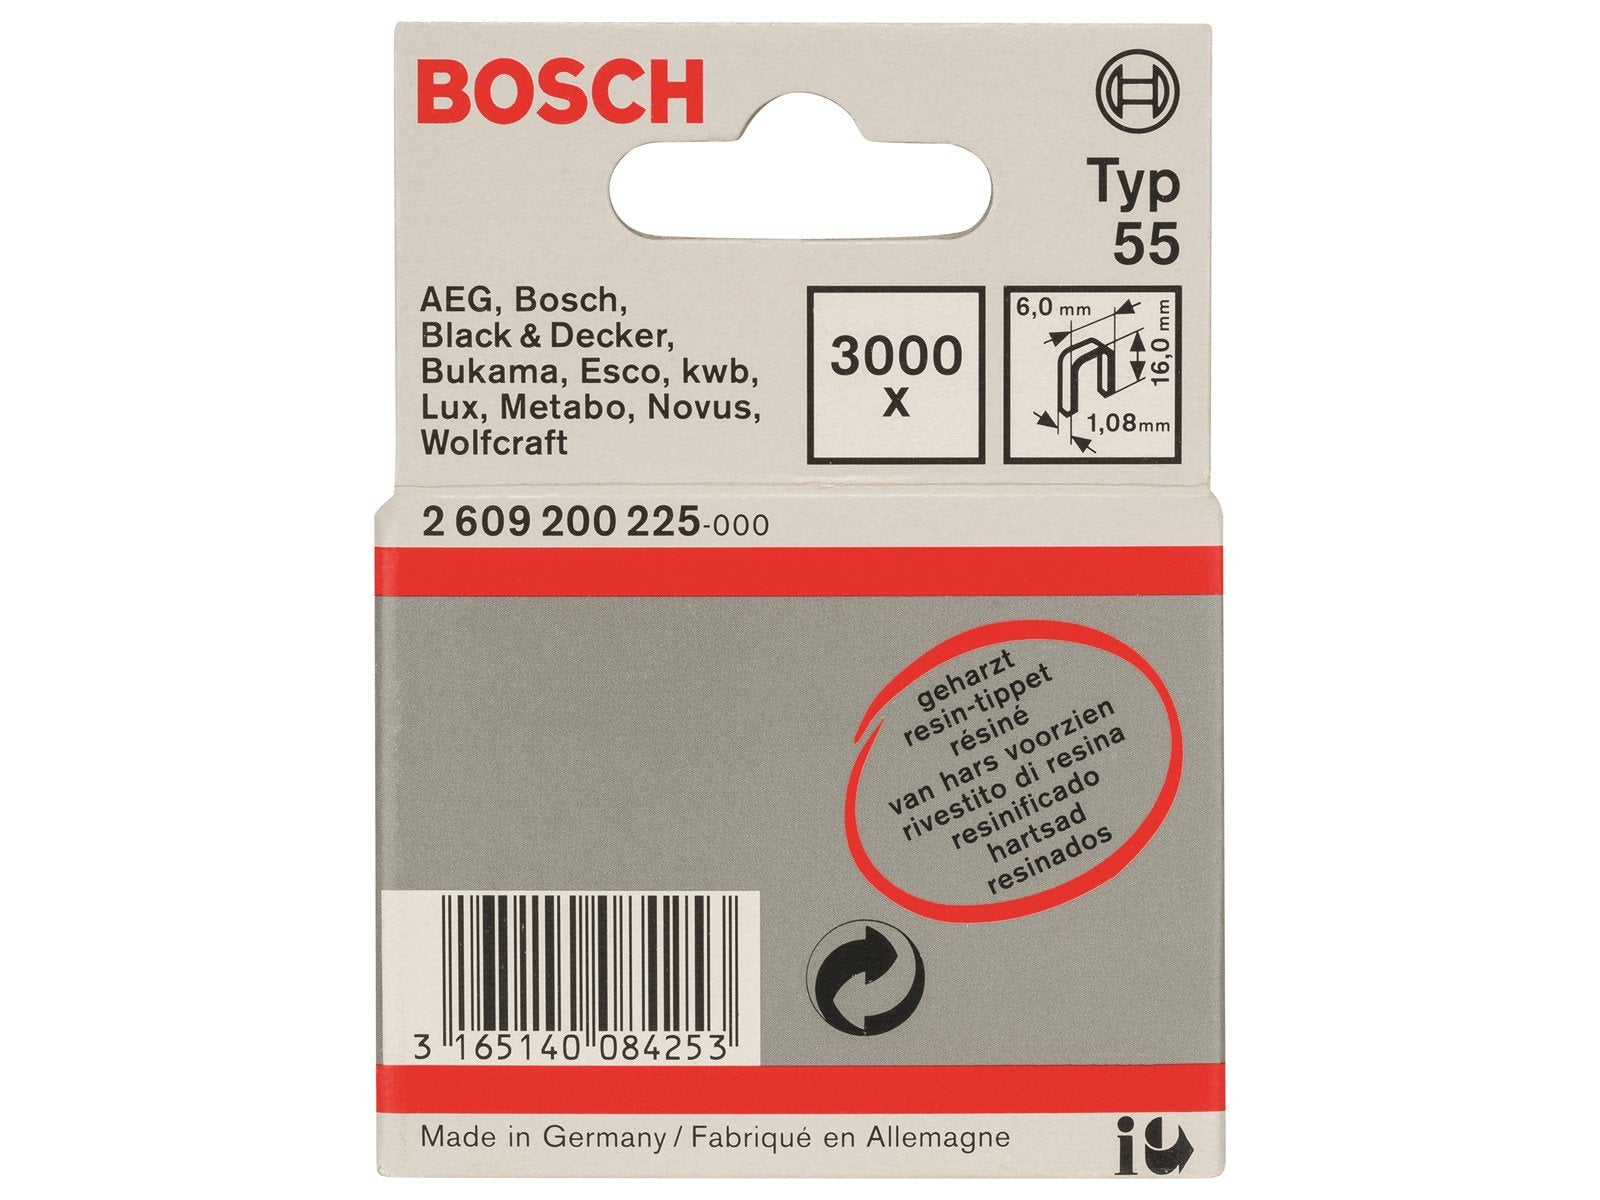 BOSCH
Typ
55
AEG, Bosch,
Black & Decker,
Bukama, Esco, kwb,
Lux, Metabo, Novus,
Wolfcraft
3000
x
6,0 mm
16,0 mm
1,08mm
2 609 200 225-000
geharzt
resin-tippet
résiné
van hars voorzien
rivestito di resina
resinificado
hartsad
resinados
3 165140 084253
Made in Germany / Fabriqué en Allemagne